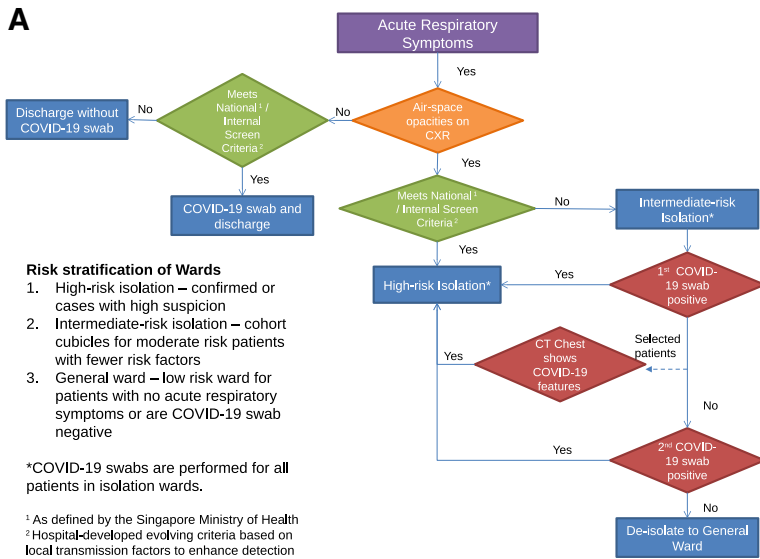 A
Acute Respiratory
Symptoms
Yes
Air-space
opacities on
CXR
No
Meets
National ¹ /
Internal
Screen
Criteria ²
No
Discharge without
COVID-19 swab
Yes
COVID-19 swab and
discharge
Yes
Meets National ¹
/ Internal Screen
Criteria ²
No
Intermediate-risk
Isolation*
Yes
High-risk Isolation*
Yes
1st COVID-
19 swab
positive
Selected
patients
CT Chest
shows
COVID-19
features
Yes
No
2nd COVID-
19 swab
positive
Yes
No
De-isolate to General
Ward
Risk stratification of Wards
1. High-risk isolation – confirmed or
cases with high suspicion
2. Intermediate-risk isolation – cohort
cubicles for moderate risk patients
with fewer risk factors
3. General ward – low risk ward for
patients with no acute respiratory
symptoms or are COVID-19 swab
negative
*COVID-19 swabs are performed for all
patients in isolation wards.
¹ As defined by the Singapore Ministry of Health
² Hospital-developed evolving criteria based on
local transmission factors to enhance detection